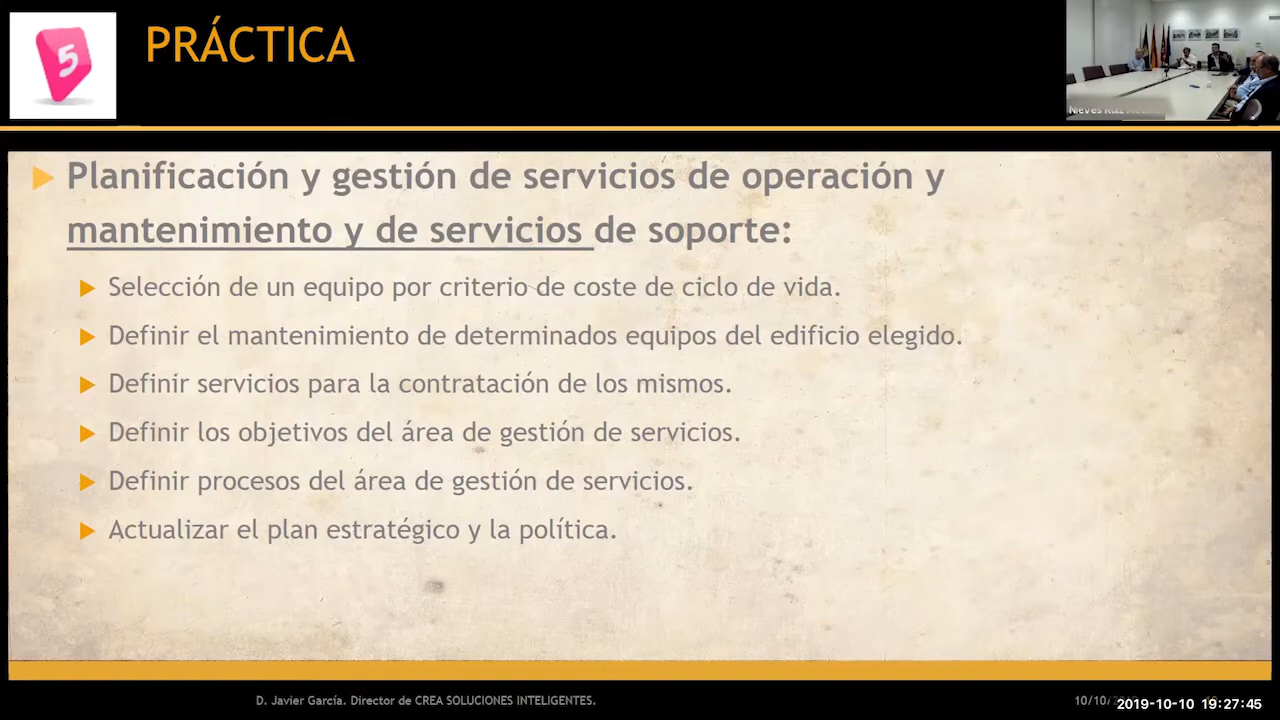 5
PRÁCTICA
Nieves Ruiz
Planificación y gestión de servicios de operación y
mantenimiento y de servicios de soporte:
Selección de un equipo por criterio de coste de ciclo de vida.
Definir el mantenimiento de determinados equipos del edificio elegido.
Definir servicios para la contratación de los mismos.
Definir los objetivos del área de gestión de servicios.
Definir procesos del área de gestión de servicios.
Actualizar el plan estratégico y la política.
D. Javier García. Director de CREA SOLUCIONES INTELIGENTES.
10/10/
2019-10-10 19:27:45